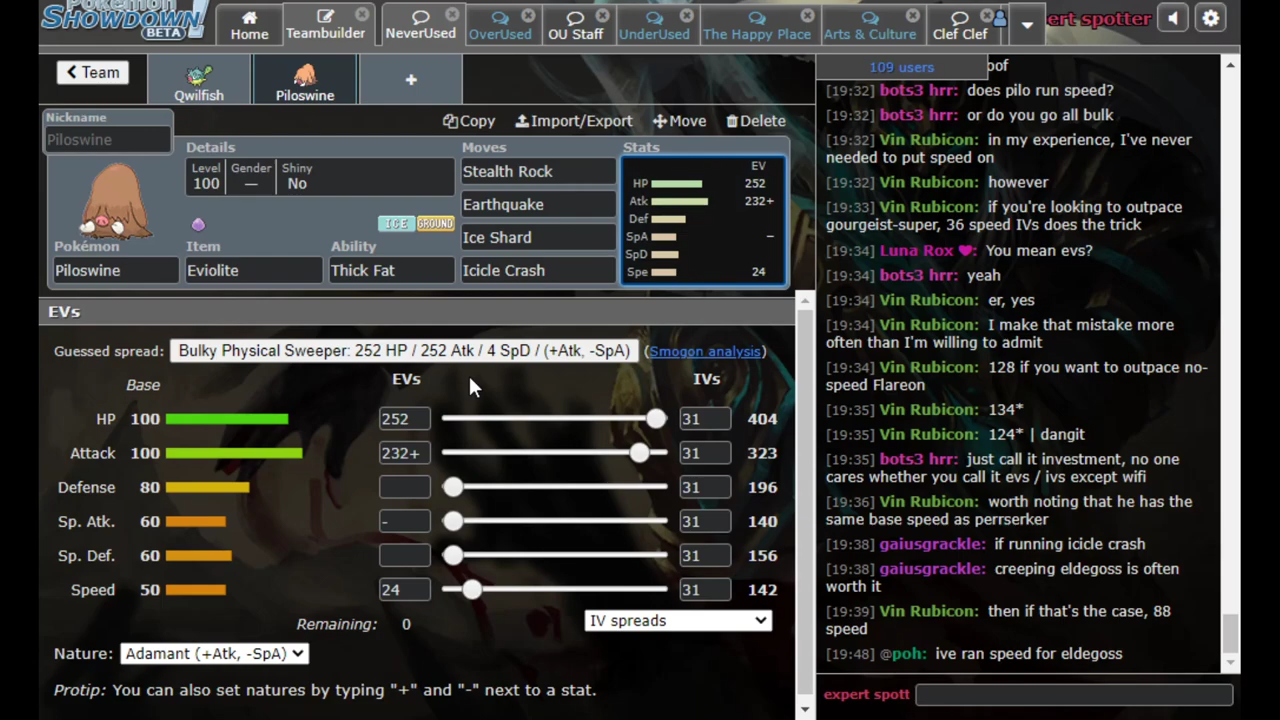 Pokémon
SHOWDOWN!
BETA
Home
Teambuilder
NeverUsed
OverUsed
OU Staff
UnderUsed
The Happy Place
Arts & Culture
Clef Clef
ert spotter
< Team
Qwilfish
Piloswine
+
109 users
Nickname
Piloswine
Copy
Import/Export
Move
Delete
Details
Level
100
Gender
—
Shiny
No
ICE GROUND
Pokémon
Piloswine
Item
Eviolite
Ability
Thick Fat
Moves
Stealth Rock
Earthquake
Ice Shard
Icicle Crash
Stats
EV
HP 252
Atk 232+
Def
SpA –
SpD
Spe 24
EVs
Guessed spread: Bulky Physical Sweeper: 252 HP / 252 Atk / 4 SpD / (+Atk, -SpA) (Smogon analysis)
Base EVs IVs
HP 100 252 31 404
Attack 100 232+ 31 323
Defense 80 31 196
Sp. Atk. 60 - 31 140
Sp. Def. 60 31 156
Speed 50 24 31 142
Remaining: 0
IV spreads
Nature: Adamant (+Atk, -SpA)
Protip: You can also set natures by typing "+" and "-" next to a stat.
oof
[19:32] bots3 hrr: does pilo run speed?
[19:32] bots3 hrr: or do you go all bulk
[19:32] Vin Rubicon: in my experience, I've never
needed to put speed on
[19:32] Vin Rubicon: however
[19:33] Vin Rubicon: if you're looking to outpace
gourgeist-super, 36 speed IVs does the trick
[19:34] Luna Rox ♥: You mean evs?
[19:34] bots3 hrr: yeah
[19:34] Vin Rubicon: er, yes
[19:34] Vin Rubicon: I make that mistake more
often than I'm willing to admit
[19:34] Vin Rubicon: 128 if you want to outpace no-
speed Flareon
[19:35] Vin Rubicon: 134*
[19:35] Vin Rubicon: 124* | dangit
[19:35] bots3 hrr: just call it investment, no one
cares whether you call it evs / ivs except wifi
[19:36] Vin Rubicon: worth noting that he has the
same base speed as perrserker
[19:38] gaiusgrackle: if running icicle crash
[19:38] gaiusgrackle: creeping eldegoss is often
worth it
[19:39] Vin Rubicon: then if that's the case, 88
speed
[19:48] @poh: ive ran speed for eldegoss
expert spott